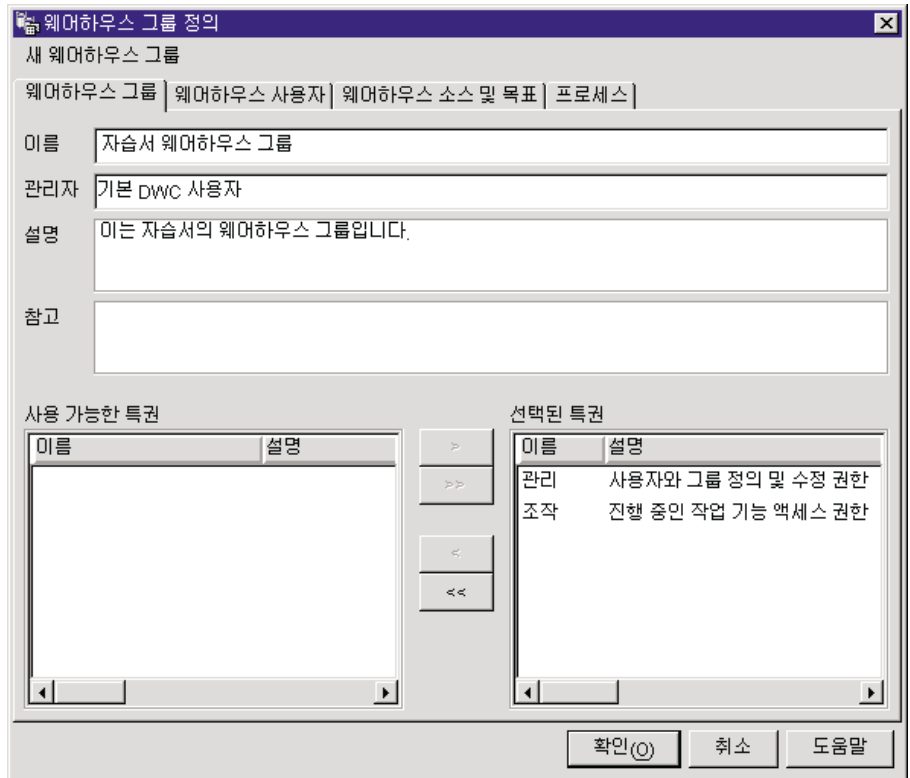 웨어하우스 그룹 정의
새 웨어하우스 그룹
웨어하우스 그룹 웨어하우스 사용자 웨어하우스 소스 및 목표 프로세스
이름 자습서 웨어하우스 그룹
관리자 기본 DWC 사용자
설명 이는 자습서의 웨어하우스 그룹입니다.
참고
사용 가능한 특권 선택된 특권
이름 설명 > 이름 설명
>> 관리 사용자와 그룹 정의 및 수정 권한
조작 진행 중인 작업 기능 액세스 권한
<
<<
확인(O) 취소 도움말